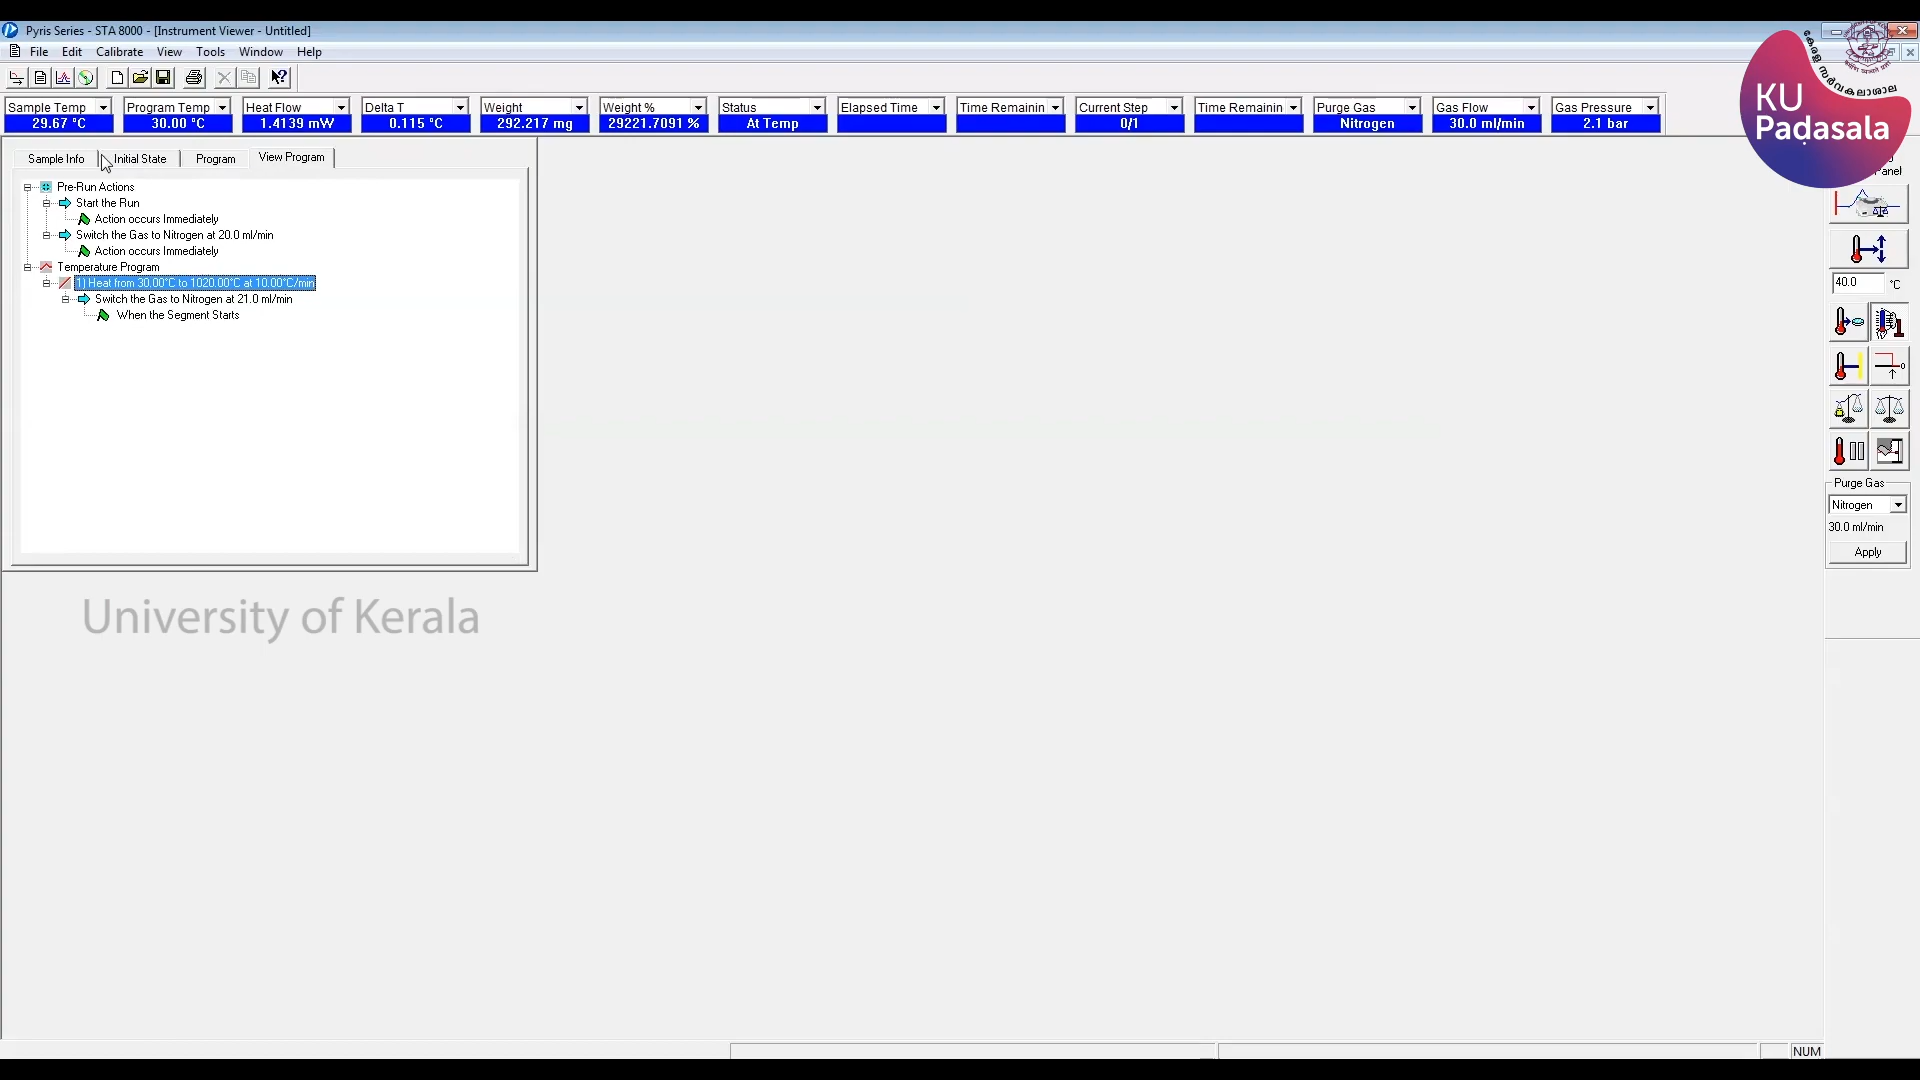 Pyris Series - STA 8000 - [Instrument Viewer - Untitled]
File Edit Calibrate View Tools Window Help
Sample Temp Program Temp Heat Flow Delta T Weight Weight % Status Elapsed Time Time Remainin Current Step Time Remainin Purge Gas Gas Flow Gas Pressure
29.67 °C 30.00 °C 1.4139 mW 0.115 °C 292.217 mg 29221.7091 % At Temp 0/1 Nitrogen 30.0 ml/min 2.1 bar
കേരള സർവകലാശാല
KU
Paḍasala
Sample Info Initial State Program View Program
Pre-Run Actions
Start the Run
Action occurs Immediately
Switch the Gas to Nitrogen at 20.0 ml/min
Action occurs Immediately
Temperature Program
1) Heat from 30.00°C to 1020.00°C at 10.00°C/min
Switch the Gas to Nitrogen at 21.0 ml/min
When the Segment Starts
Panel
40.0 °C
Purge Gas
Nitrogen
30.0 ml/min
Apply
University of Kerala
NUM